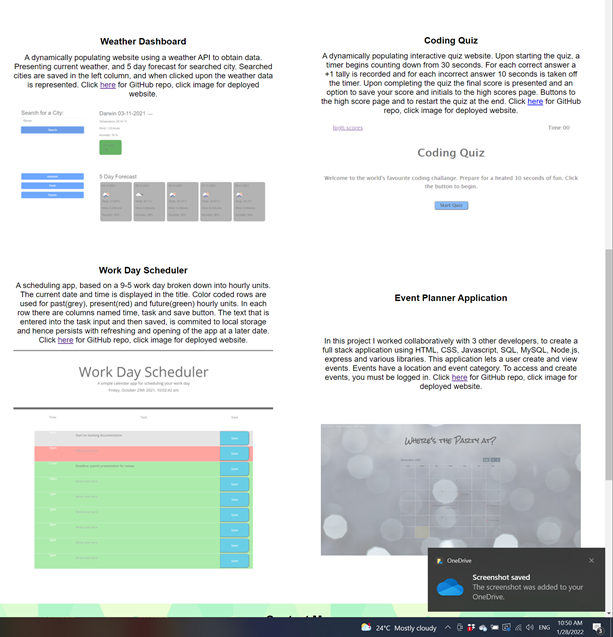 Weather Dashboard
A dynamically populating website using a weather API to obtain data.
Presenting current weather, and 5 day forecast for searched city. Searched
cities are saved in the left column, and when clicked upon the weather data
is represented. Click here for GitHub repo, click image for deployed
website.
Search for a City:
Darwin 03-11-2021
5 Day Forecast
Coding Quiz
A dynamically populating interactive quiz website. Upon starting the quiz, a
timer begins counting down from 30 seconds. For each correct answer a
+1 tally is recorded and for each incorrect answer 10 seconds is taken off
the timer. Upon completing the quiz the final score is presented and an
option to save your score and initials to the high scores page. Buttons to
the high score page and to restart the quiz at the end. Click here for GitHub
repo, click image for deployed website.
high scores
Time 00
Coding Quiz
Welcome to the world's favourite coding challange. Prepare for a heated 30 seconds of fun. Click
the button to begin.
Start Quiz
Work Day Scheduler
A scheduling app, based on a 9-5 work day broken down into hourly units.
The current date and time is displayed in the title. Color coded rows are
used for past(grey), present(red) and future(green) hourly units. In each
row there are columns named time, task and save button. The text that is
entered into the task input and then saved, is commited to local storage
and hence persists with refreshing and opening of the app at a later date.
Click here for GitHub repo, click image for deployed website.
Work Day Scheduler
A simple calendar app for scheduling your work day
Event Planner Application
In this project I worked collaboratively with 3 other developers, to create a
full stack application using HTML, CSS, Javascript, SQL, MySQL, Node.js,
express and various libraries. This application lets a user create and view
events. Events have a location and event category. To access and create
events, you must be logged in. Click here for GitHub repo, click image for
deployed website.
Where's the Party at?
OneDrive
Screenshot saved
The screenshot was added to your
OneDrive.
24°C Mostly cloudy
ENG
10:50 AM
1/28/2022